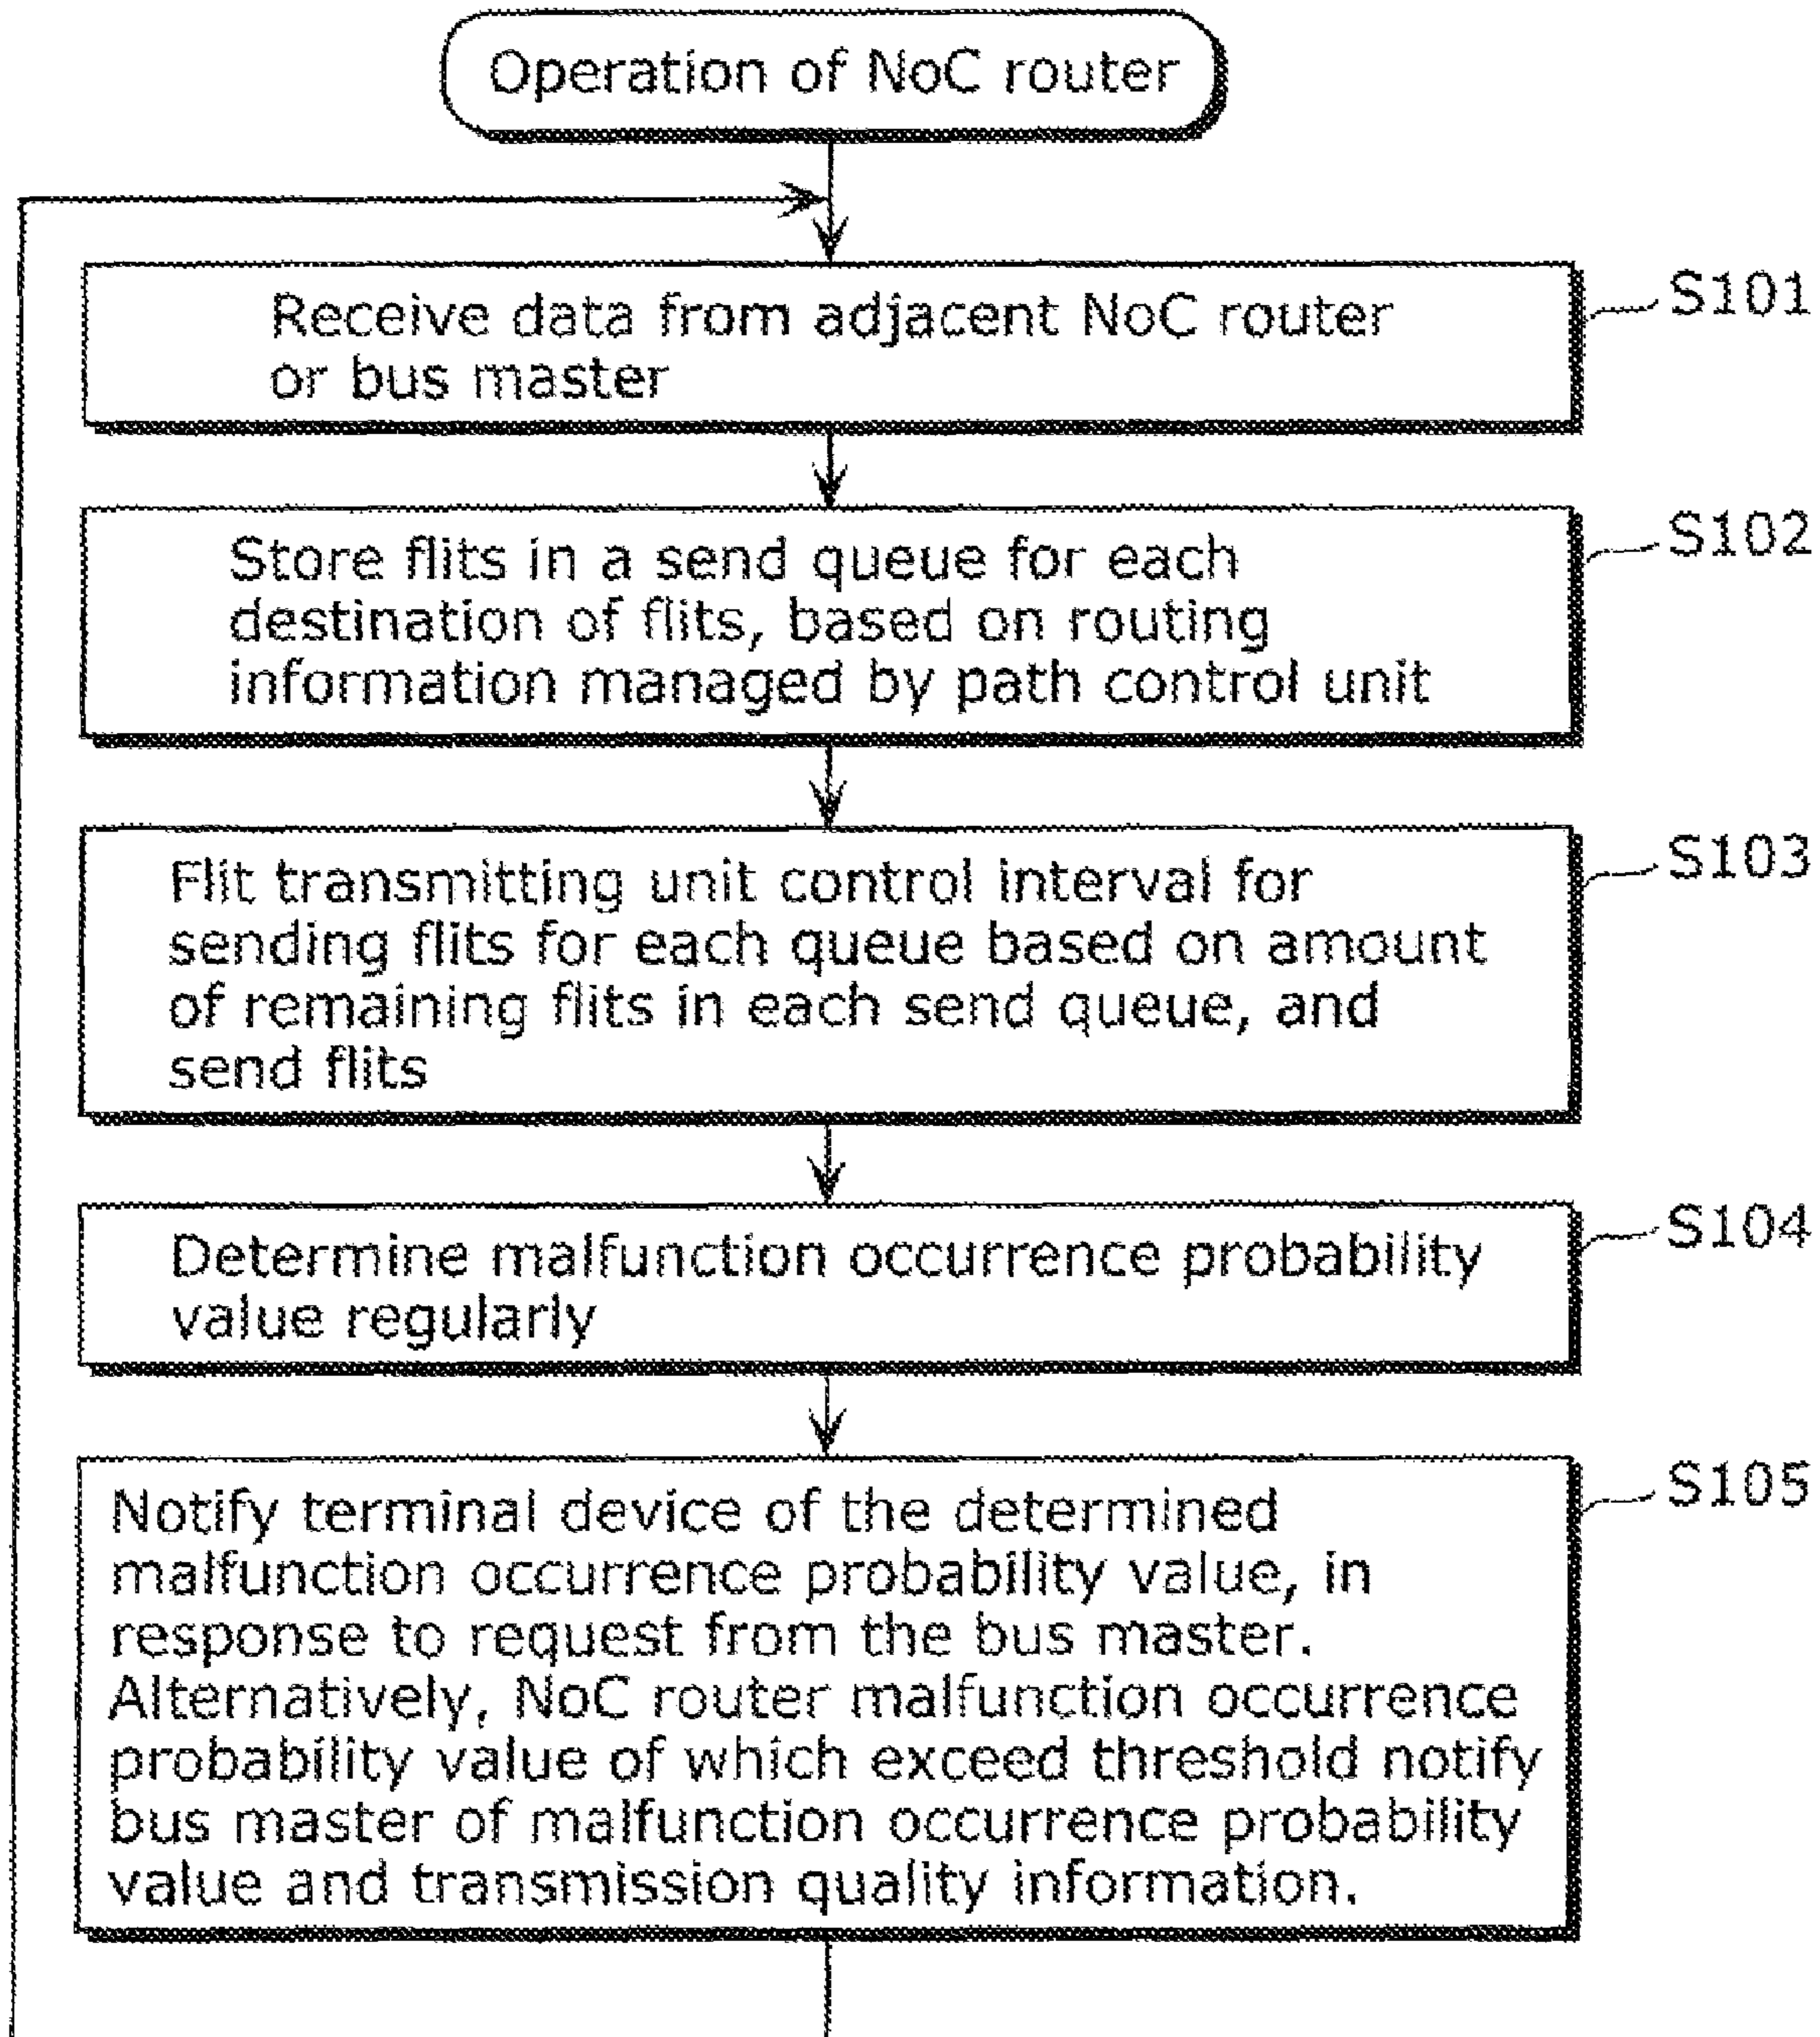 Operation of NoC router
Receive data from adjacent NoC router
or bus master
S101
Store flits in a send queue for each
destination of flits, based on routing
information managed by path control unit
S102
Flit transmitting unit control interval for
sending flits for each queue based on amount
of remaining flits in each send queue, and
send flits
S103
Determine malfunction occurrence probability
value regularly
S104
Notify terminal device of the determined
malfunction occurrence probability value, in
response to request from the bus master.
Alternatively, NoC router malfunction occurrence
probability value of which exceed threshold notify
bus master of malfunction occurrence probability
value and transmission quality information.
S105